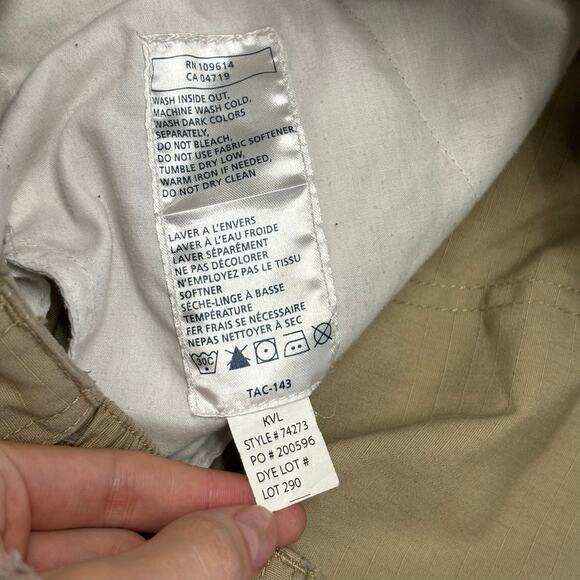 RN 109614
CA 04719
WASH INSIDE OUT,
MACHINE WASH COLD,
WASH DARK COLORS
SEPARATELY,
DO NOT BLEACH,
DO NOT USE FABRIC SOFTENER
TUMBLE DRY LOW,
WARM IRON IF NEEDED,
DO NOT DRY CLEAN
LAVER A L'ENVERS
LAVER À L'EAU FROIDE
LAVER SÉPARÉMENT
NE PAS DÉCOLORER
N'EMPLOYEZ PAS LE TISSU
SOFTNER
SÉCHE-LINGE À BASSE
TEMPÉRATURE
FER FRAIS SE NÉCESSAIRE
NEPAS NETTOYER À SEC
30C
TAC-143
KVL
STYLE# 74273
PO # 200596
DYE LOT #
LOT 290